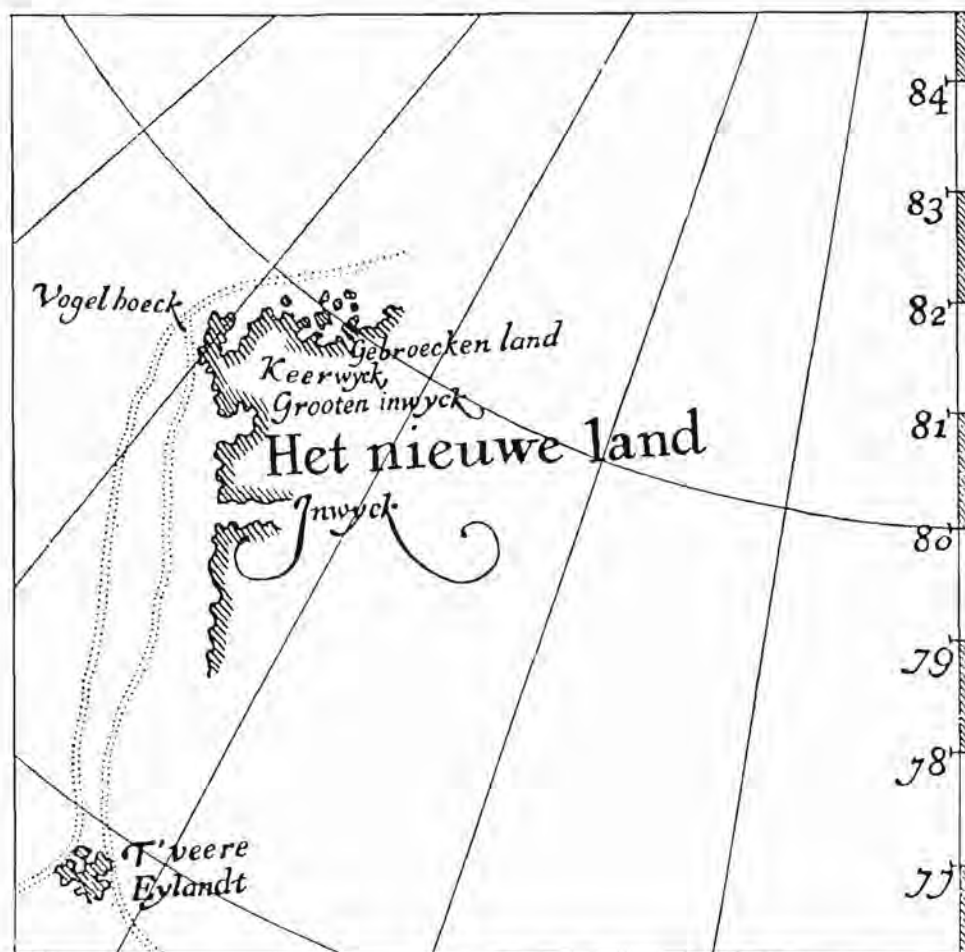 84
83
Vogel hoeck
82
Gebroecken land
Keerwyck,
Grooten inwyck
81
Het nieuwe land
Inwyck
80
79
78
T'veere
Eylandt
77